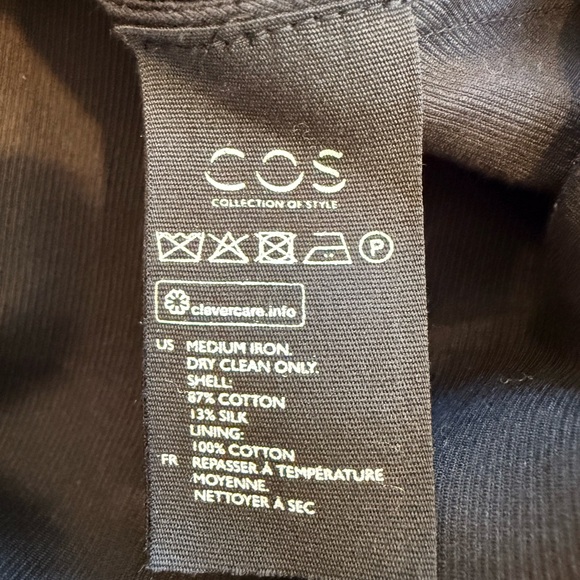 COS
COLLECTION OF STYLE
P
clevercare.info
US MEDIUM IRON.
DRY CLEAN ONLY.
SHELL:
87% COTTON
13% SILK
LINING:
100% COTTON
FR REPASSER À TEMPÉRATURE
MOYENNE.
NETTOYER À SEC